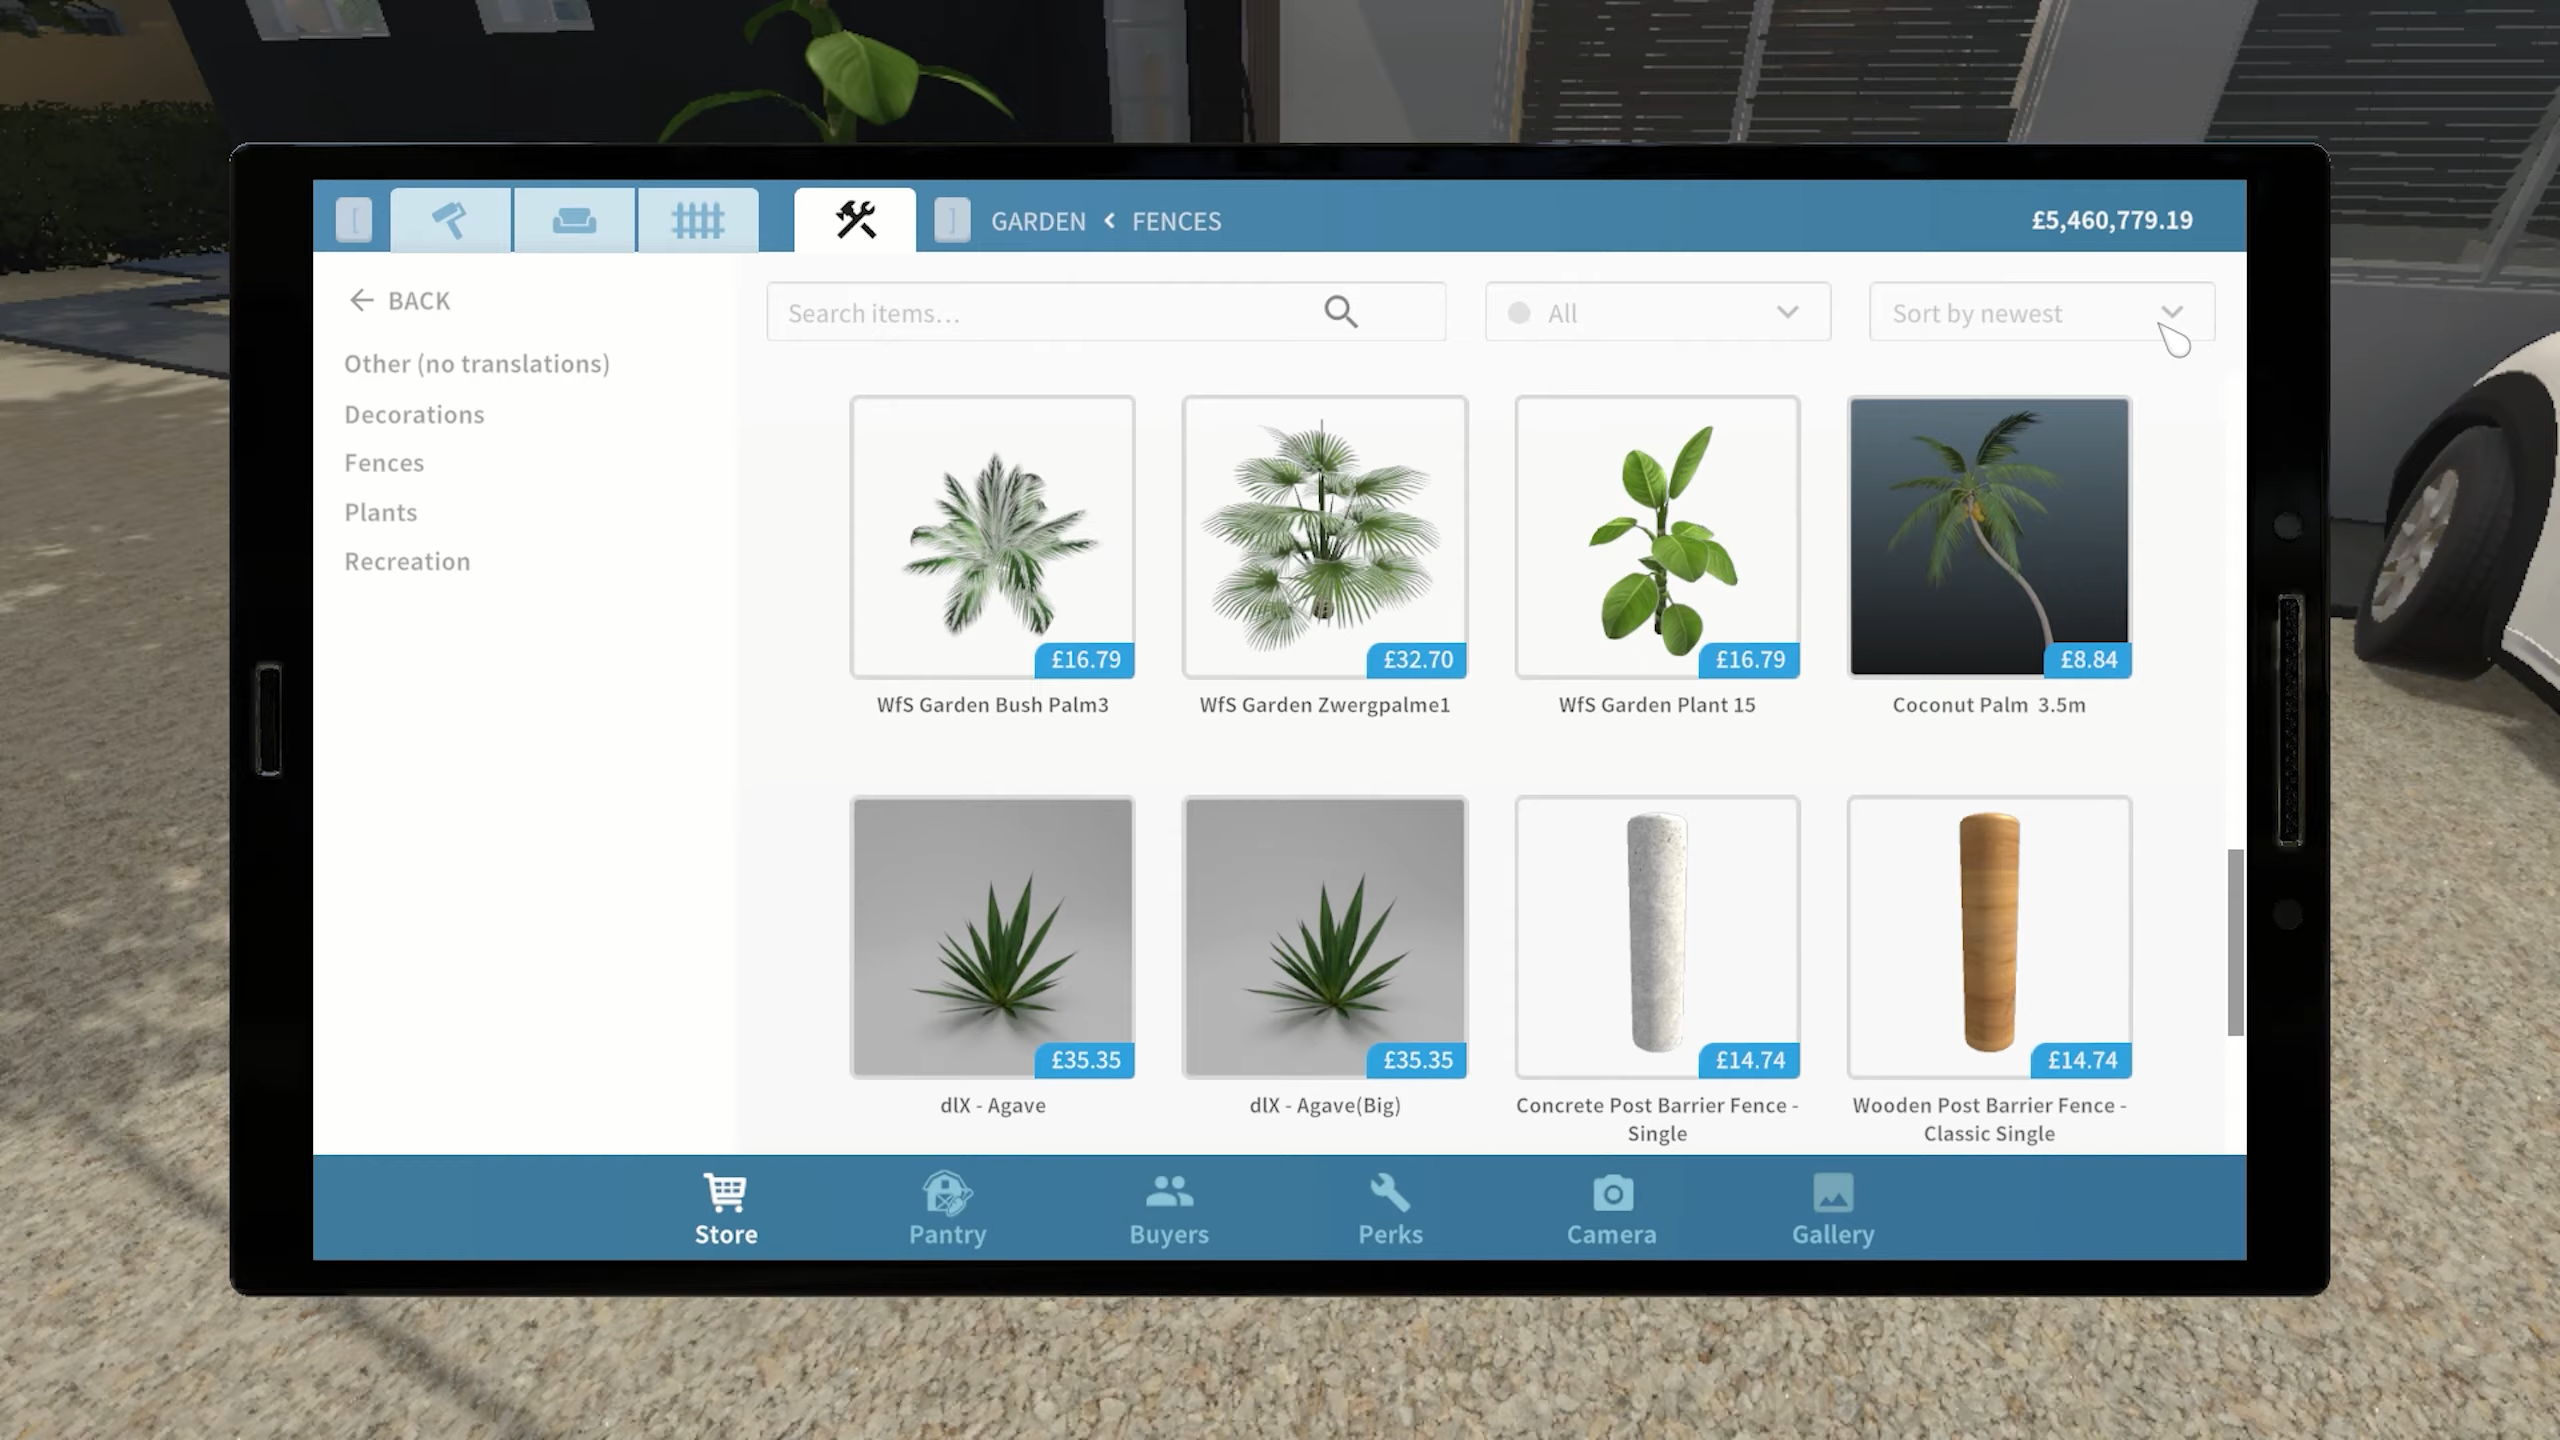 [
]
GARDEN < FENCES
£5,460,779.19
BACK
Search items...
All
Sort by newest
Other (no translations)
Decorations
Fences
Plants
Recreation
£16.79
£32.70
£16.79
£8.84
WfS Garden Bush Palm3
WfS Garden Zwergpalme1
WfS Garden Plant 15
Coconut Palm  3.5m
£35.35
£35.35
£14.74
£14.74
dlX - Agave
dlX - Agave(Big)
Concrete Post Barrier Fence -
Single
Wooden Post Barrier Fence -
Classic Single
Store
Pantry
Buyers
Perks
Camera
Gallery